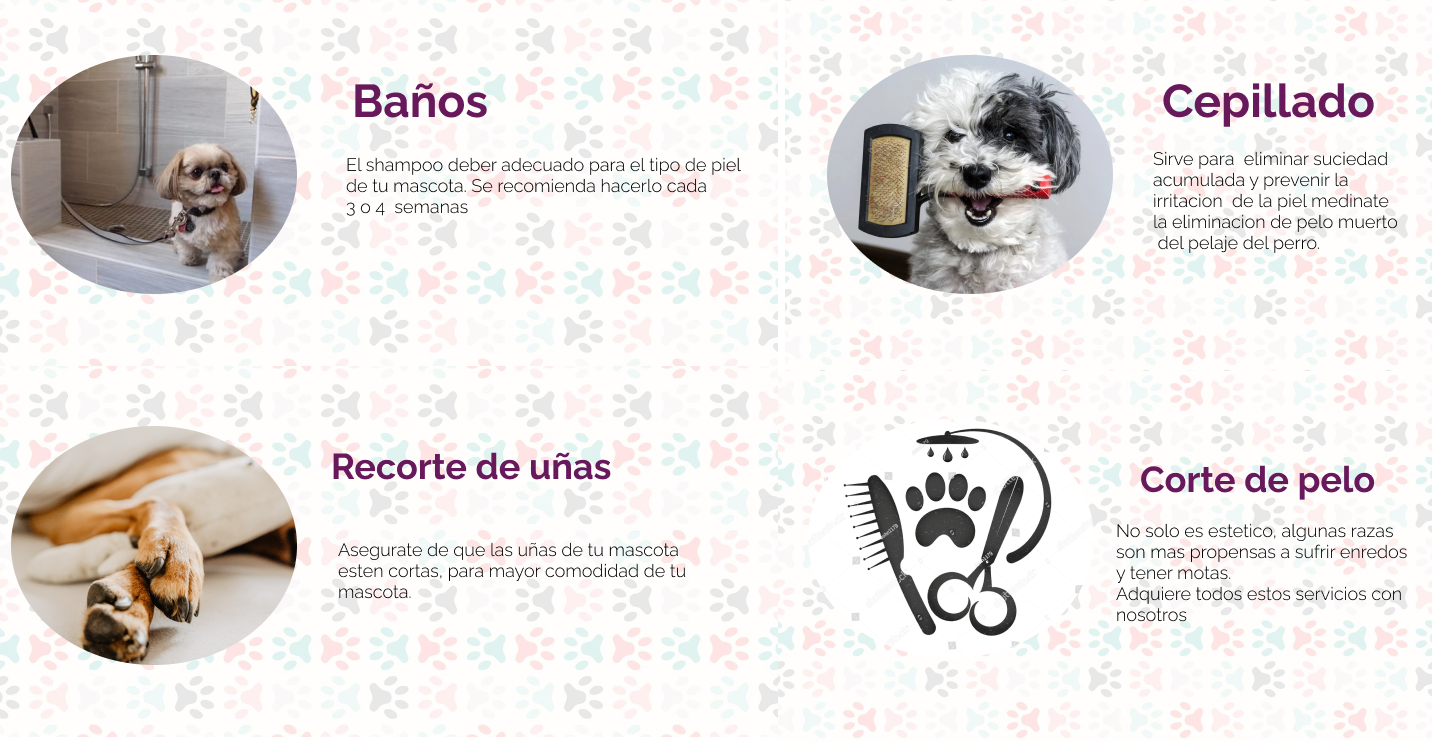 Baños
El shampoo deber adecuado para el tipo de piel
de tu mascota. Se recomienda hacerlo cada
3 o 4 semanas
Cepillado
Sirve para eliminar suciedad
acumulada y prevenir la
irritacion de la piel medinate
la eliminacion de pelo muerto
del pelaje del perro.
Recorte de uñas
Asegurate de que las uñas de tu mascota
esten cortas, para mayor comodidad de tu
mascota.
Corte de pelo
No solo es estetico, algunas razas
son mas propensas a sufrir enredos
y tener motas.
Adquiere todos estos servicios con
nosotros